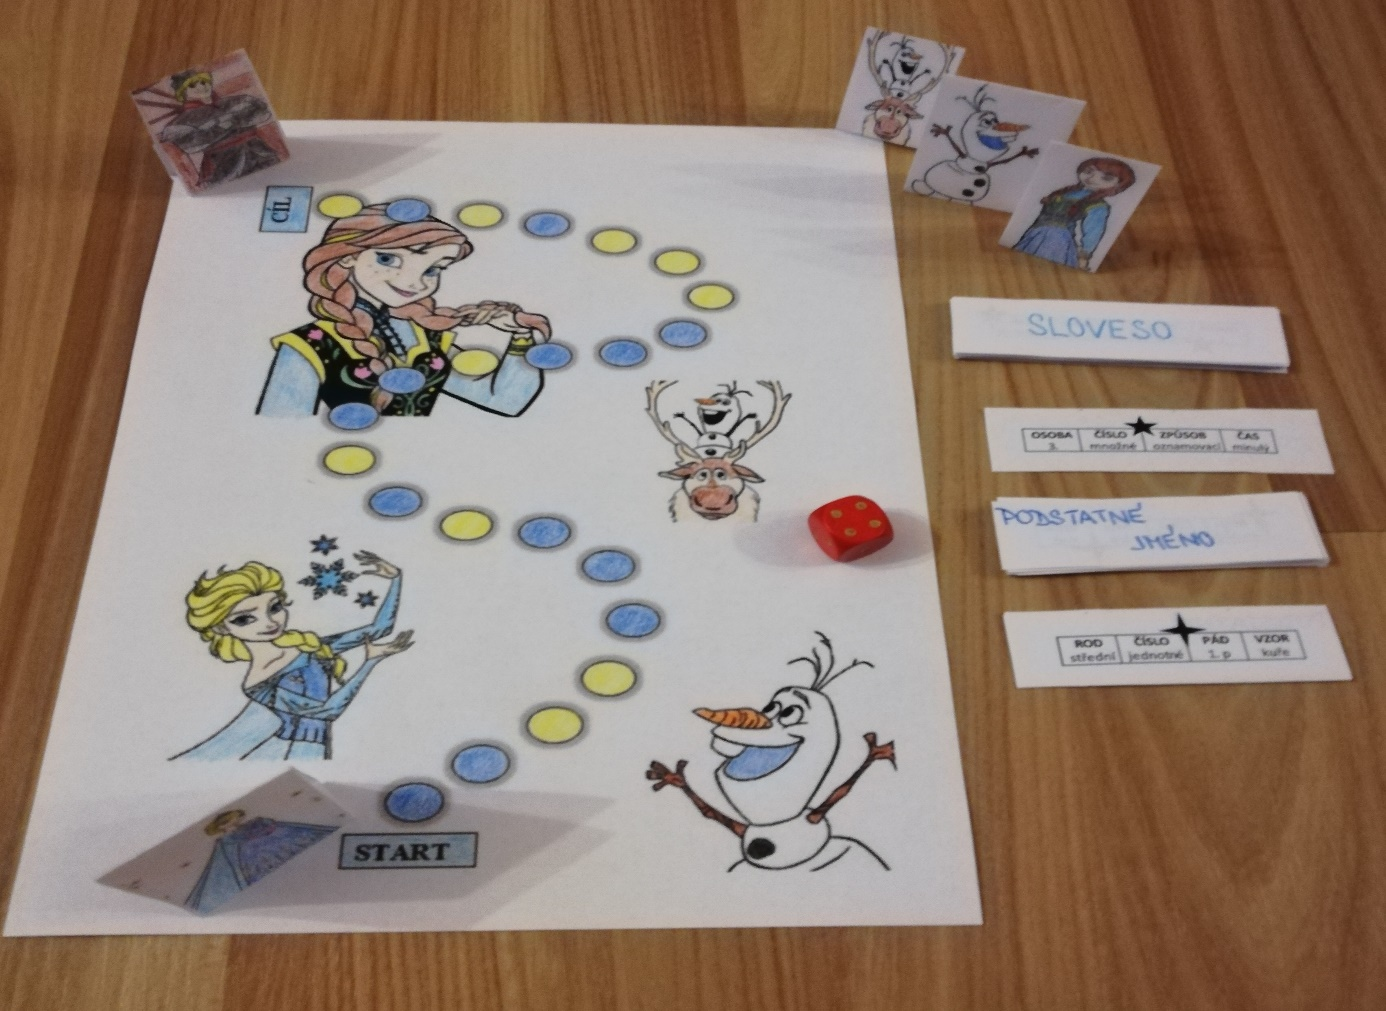 CÍL
START
SLOVESO
OSOBA ČÍSLO ZPŮSOB ČAS
3. množné oznamovací minulý
PODSTATNÉ
JMÉNO
ROD ČÍSLO PÁD VZOR
střední jednotné 1. p kuře